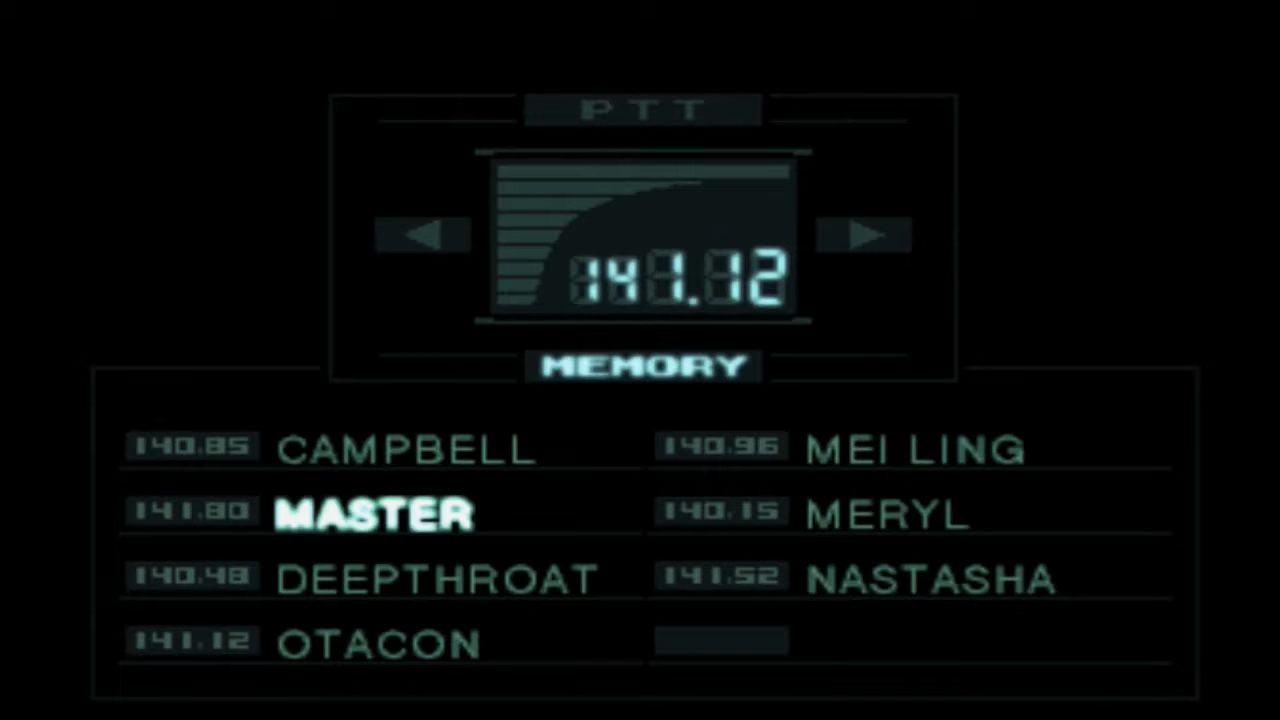 PTT
141.12
MEMORY
140.85 CAMPBELL 140.96 MEI LING
141.80 MASTER 140.15 MERYL
140.48 DEEPTHROAT 141.52 NASTASHA
141.12 OTACON